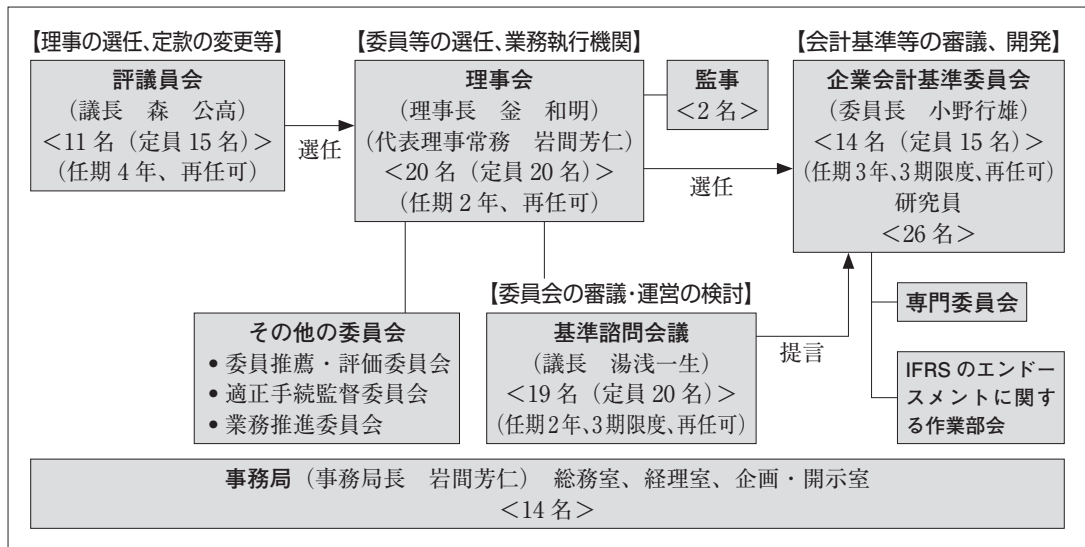 【理事の選任、定款の変更等】
評議員会
(議長 森 公高)
<11名(定員15名)>
(任期4年、再任可)
選任
【委員等の選任、業務執行機関】
理事会
(理事長 釡 和明)
(代表理事常務 岩間芳仁)
<20名(定員20名)>
(任期2年、再任可)
監事
<2名>
選任
【会計基準等の審議、開発】
企業会計基準委員会
(委員長 小野行雄)
<14名(定員15名)>
(任期3年、3期限度、再任可)
研究員
<26名>
専門委員会
IFRSのエンドー
スメントに関す
る作業部会
その他の委員会
• 委員推薦・評価委員会
• 適正手続監督委員会
• 業務推進委員会
【委員会の審議・運営の検討】
基準諮問会議
(議長 湯浅一生)
<19名(定員20名)>
(任期2年、3期限度、再任可)
提言
事務局(事務局長 岩間芳仁) 総務室、経理室、企画・開示室
<14名>